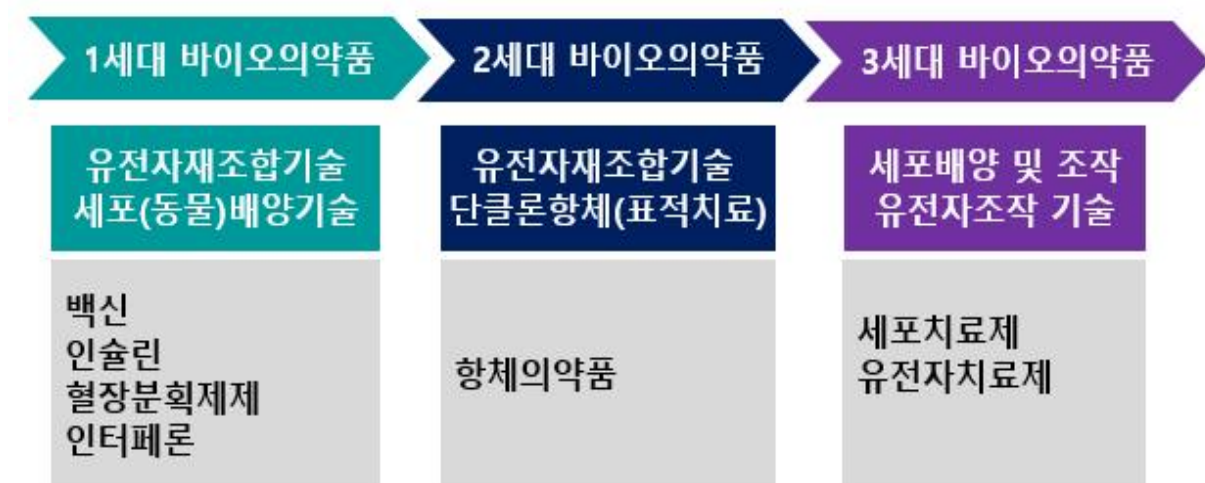 1세대 바이오의약품
2세대 바이오의약품
3세대 바이오의약품
유전자재조합기술
세포(동물)배양기술
유전자재조합기술
단클론항체(표적치료)
세포배양 및 조작
유전자조작 기술
백신
인슐린
혈장분획제제
인터페론
항체의약품
세포치료제
유전자치료제